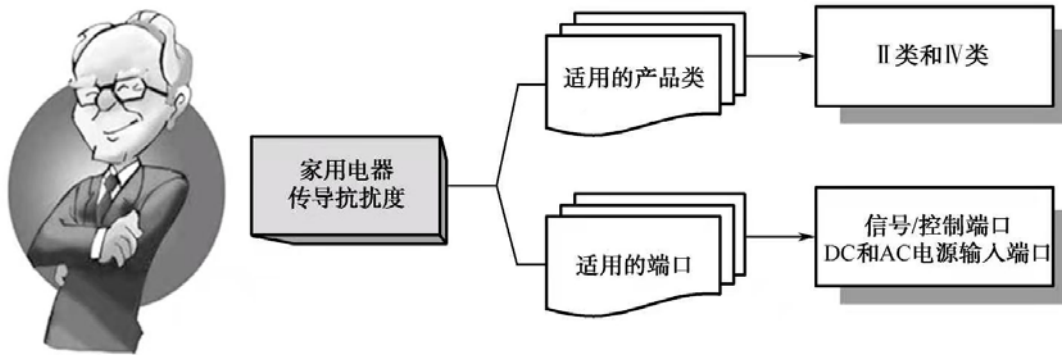 家用电器
传导抗扰度
适用的产品类
Ⅱ类和Ⅳ类
适用的端口
信号/控制端口
DC和AC电源输入端口